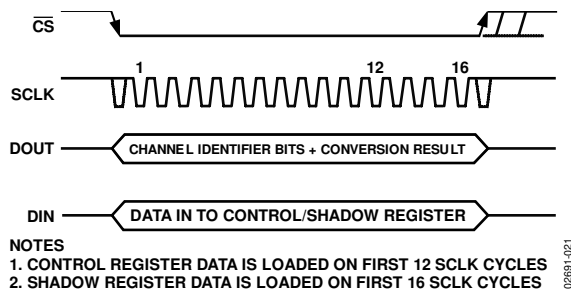 CS
1 12 16
SCLK
DOUT CHANNEL IDENTIFIER BITS + CONVERSION RESULT
DIN DATA IN TO CONTROL/SHADOW REGISTER
NOTES
1. CONTROL REGISTER DATA IS LOADED ON FIRST 12 SCLK CYCLES
2. SHADOW REGISTER DATA IS LOADED ON FIRST 16 SCLK CYCLES
02691-021